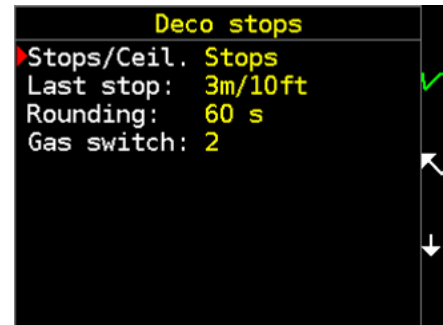 Deco stops
Stops/Ceil. Stops
Last stop: 3m/10ft
Rounding: 60 s
Gas switch: 2